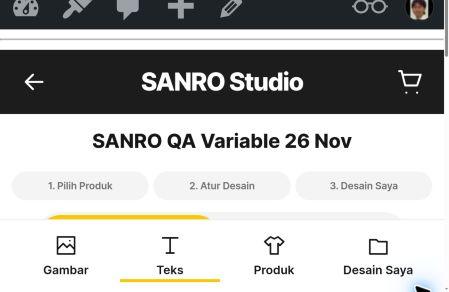 SANRO Studio
SANRO QA Variable 26 Nov
1. Pilih Produk 2. Atur Desain 3. Desain Saya
Gambar Teks Produk Desain Saya